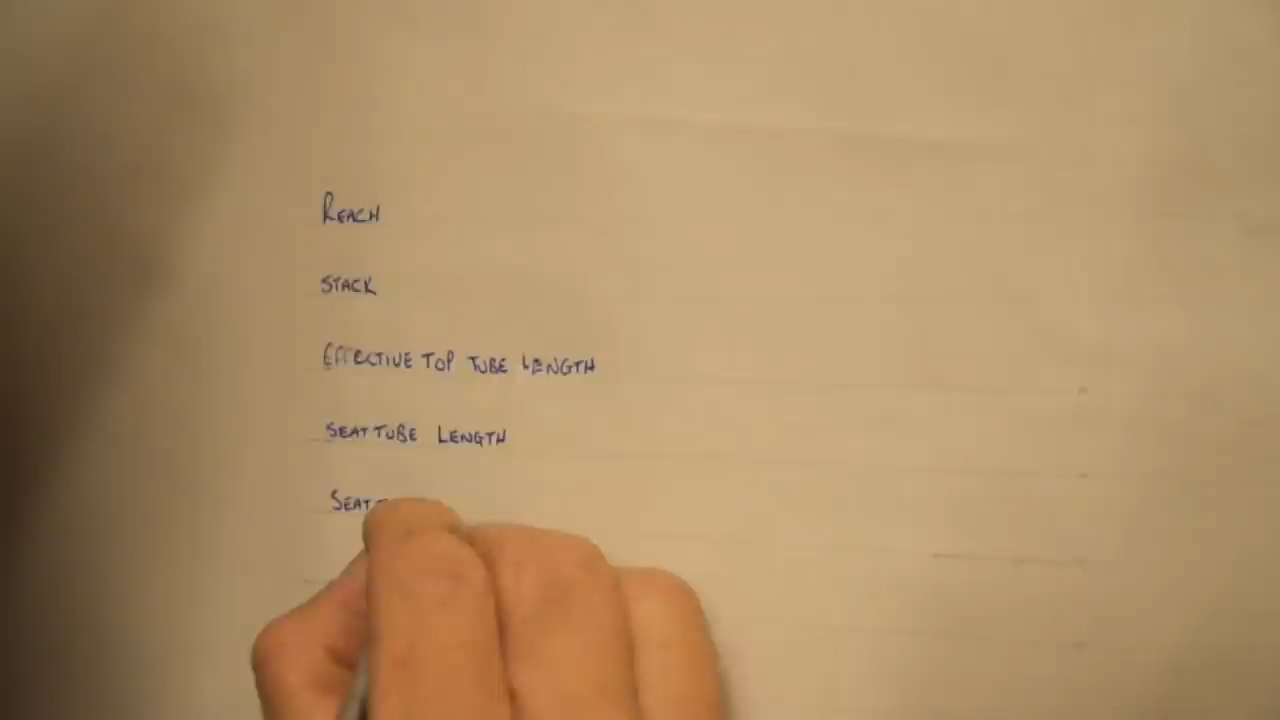 REACH
STACK
EFFECTIVE TOP TUBE LENGTH
SEAT TUBE LENGTH
SEAT